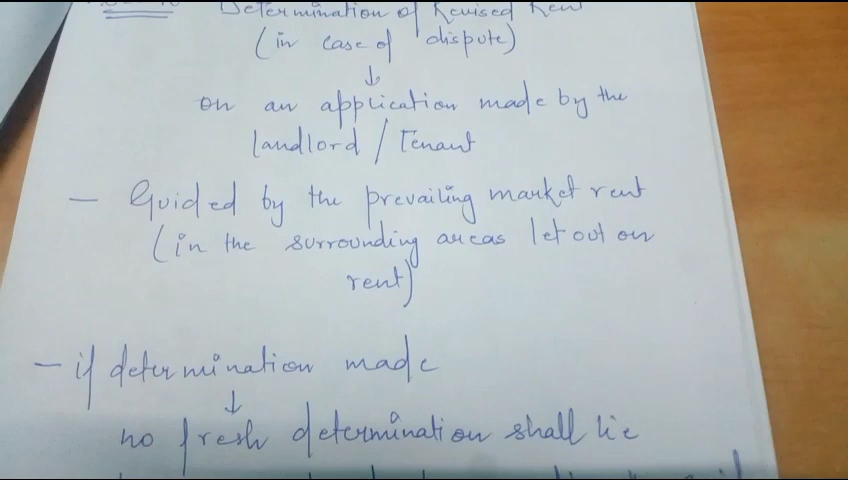 Determination of Revised Rent
(in case of dispute)
↓
on an application made by the
landlord / Tenant
- Guided by the prevailing market rent
(in the surrounding areas let out on
rent)
- if determination made
↓
no fresh determination shall lie